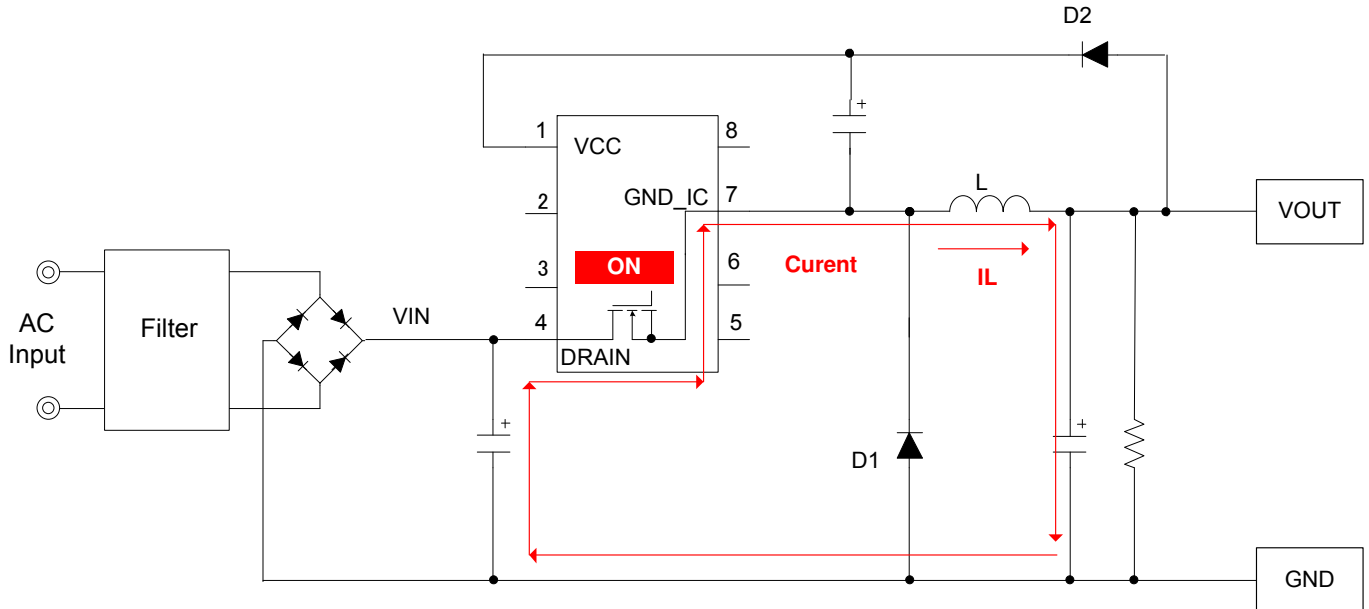 D2
1
8
VCC
GND_IC
7
L
2
VOUT
ON
3
6
Curent
IL
AC
Input
Filter
VIN
4
5
DRAIN
+
+
+
D1
GND